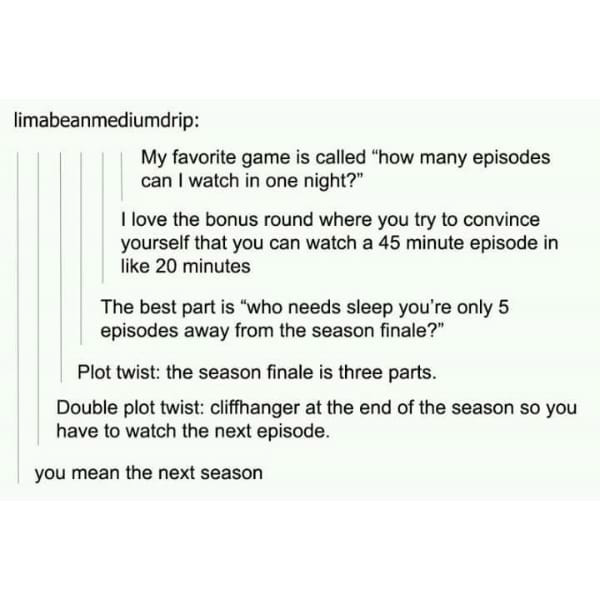 limabeanmediumdrip:
My favorite game is called “how many episodes
can I watch in one night?”
I love the bonus round where you try to convince
yourself that you can watch a 45 minute episode in
like 20 minutes
The best part is “who needs sleep you’re only 5
episodes away from the season finale?”
Plot twist: the season finale is three parts.
Double plot twist: cliffhanger at the end of the season so you
have to watch the next episode.
you mean the next season